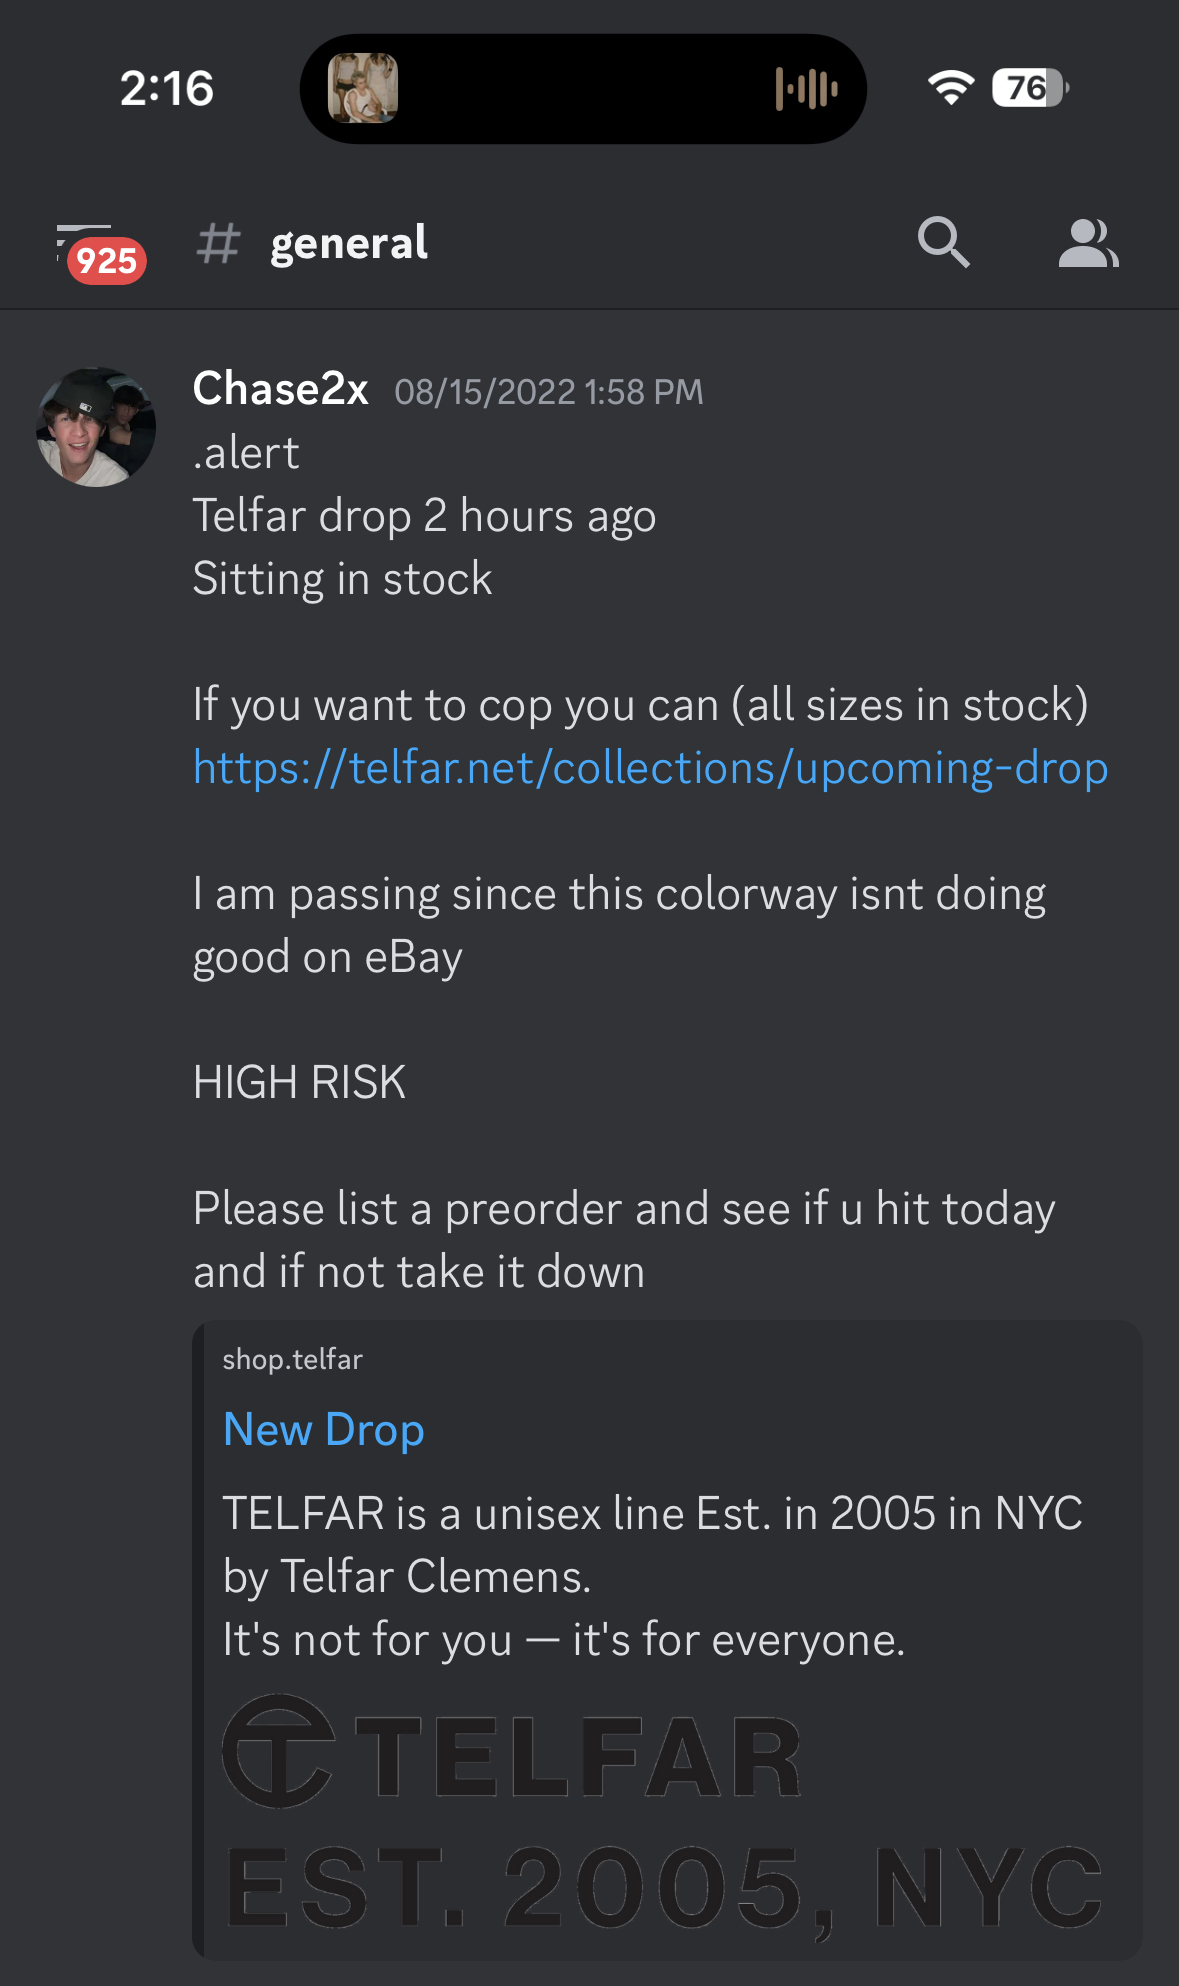 2:16
76
925
# general
Chase2x 08/15/2022 1:58 PM
.alert
Telfar drop 2 hours ago
Sitting in stock
If you want to cop you can (all sizes in stock)
https://telfar.net/collections/upcoming-drop
I am passing since this colorway isnt doing
good on eBay
HIGH RISK
Please list a preorder and see if u hit today
and if not take it down
shop.telfar
New Drop
TELFAR is a unisex line Est. in 2005 in NYC
by Telfar Clemens.
It's not for you — it's for everyone.
TELFAR
EST. 2005, NYC